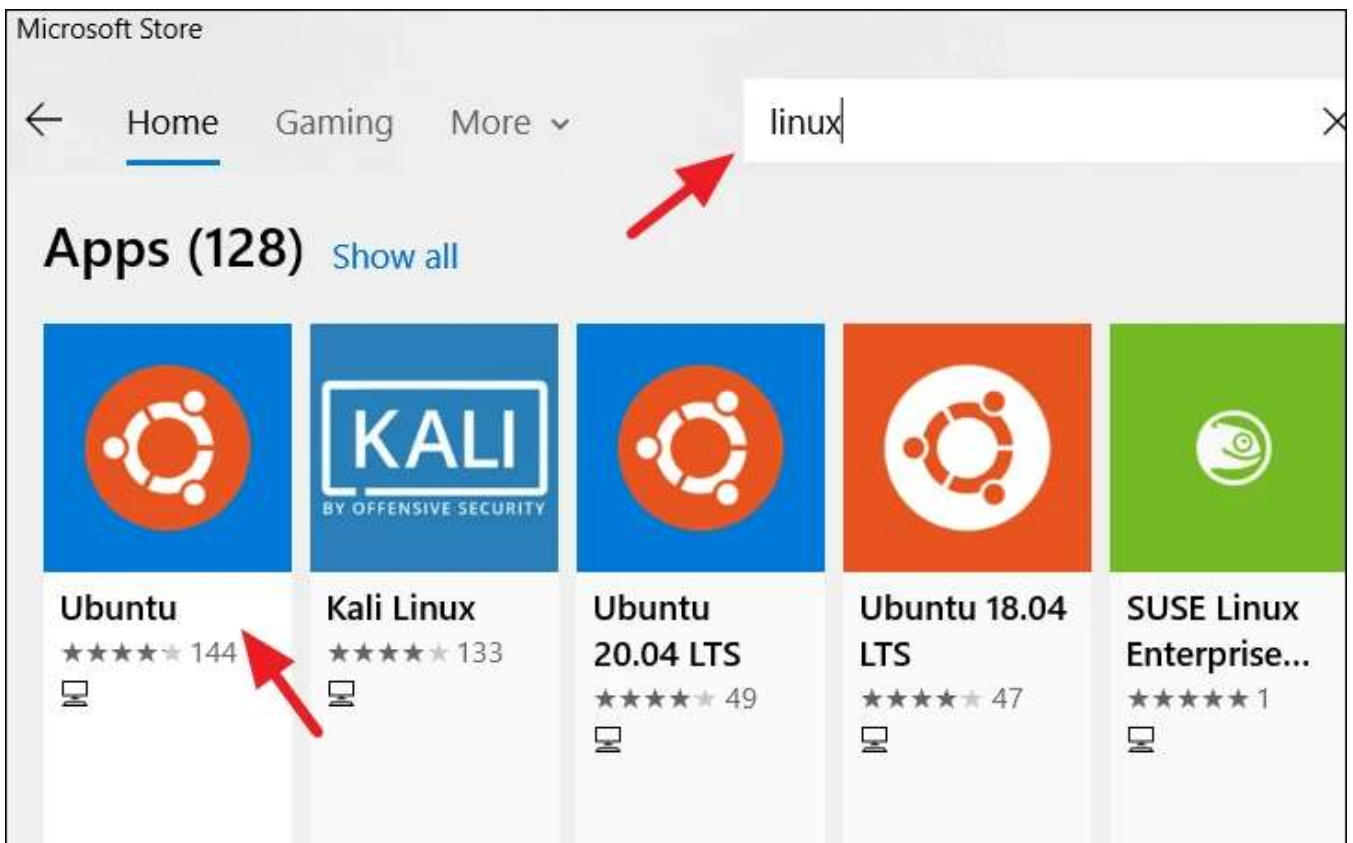 Microsoft Store
Home Gaming More
linux
Apps (128) Show all
KALI
BY OFFENSIVE SECURITY
Ubuntu
144
Kali Linux
133
Ubuntu
20.04 LTS
49
Ubuntu 18.04
LTS
47
SUSE Linux
Enterprise...
1